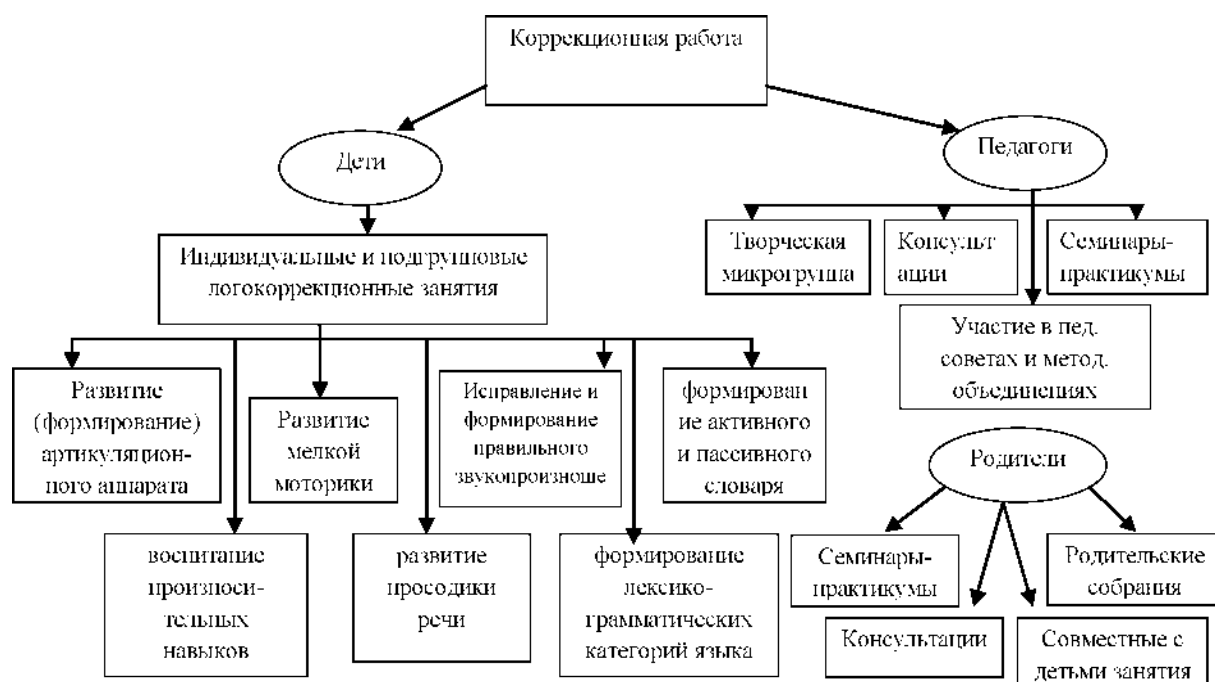 Коррекционная работа
Дети
Педагоги
Индивидуальные и подгрупповые
логокоррекционные занятия
Творческая
микрогруппа
Консульт
ации
Семинары-
практикумы
Участие в пед.
советах и метод.
объединениях
Развитие
(формирование)
артикуляцион-
ного аппарата
Развитие
мелкой
моторики
Исправление и
формирование
правильного
звукопроизноше
формирован
ие активного
и пассивного
словаря
воспитание
произноси-
тельных
навыков
развитие
просодики
речи
формирование
лексико-
грамматических
категорий языка
Родители
Семинары-
практикумы
Родительские
собрания
Консультации
Совместные с
детьми занятия